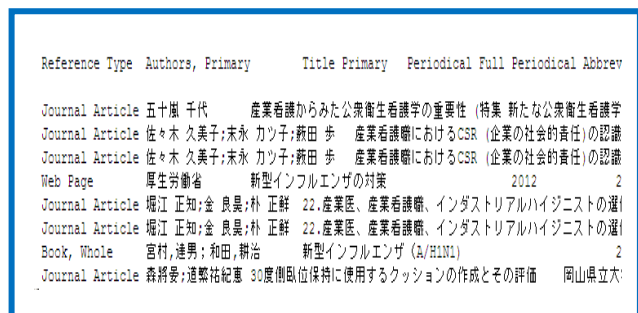 Reference Type Authors, Primary Title Primary Periodical Full Periodical Abbrev
Journal Article 五十嵐 千代 産業看護からみた公衆衛生看護学の重要性 (特集 新たな公衆衛生看護学
Journal Article 佐々木 久美子;末永 カツ子;薮田 歩 産業看護職におけるCSR (企業の社会的責任)の認識
Journal Article 佐々木 久美子;末永 カツ子;薮田 歩 産業看護職におけるCSR (企業の社会的責任)の認識
Web Page 厚生労働省 新型インフルエンザの対策 2012 2
Journal Article 堀江 正知;金 良昊;朴 正鮮 22.産業医、産業看護職、インダストリアルハイジニストの選
Journal Article 堀江 正知;金 良昊;朴 正鮮 22.産業医、産業看護職、インダストリアルハイジニストの選
Book, Whole 宮村,達男;和田,耕治 新型インフルエンザ (A/H1N1) 2
Journal Article 森將晏;道繁祐紀恵 30度側臥位保持に使用するクッションの作成とその評価 岡山県立大